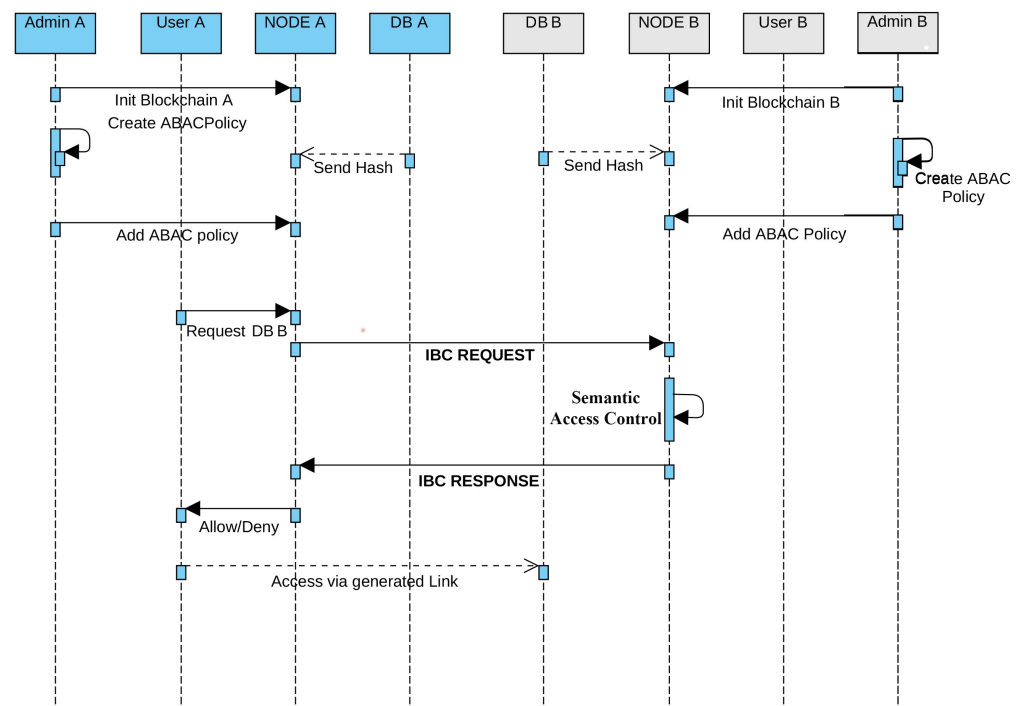 Admin A
User A
NODE A
DB A
DB B
NODE B
User B
Admin B
Init Blockchain A
Init Blockchain B
Create ABACPolicy
Send Hash
Send Hash
Create ABAC
Policy
Add ABAC policy
Add ABAC Policy
Request DB B
IBC REQUEST
Semantic
Access Control
IBC RESPONSE
Allow/Deny
Access via generated Link